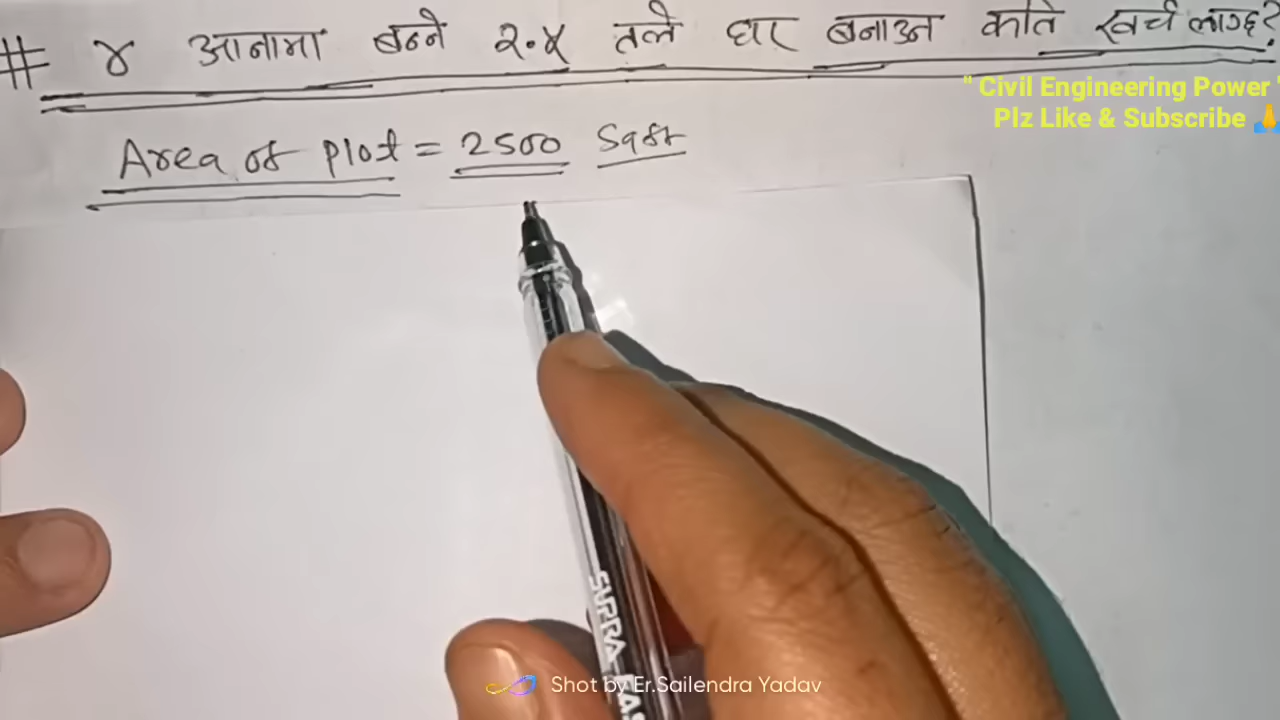 # ४ आनामा बन्ने २.५ तले घर बनाउन कति खर्च लाग्छ?
" Civil Engineering Power "
Plz Like & Subscribe 🙏
Area of Plot = 2500 Sqft
SUPRA
Shot by Er.Sailendra Yadav